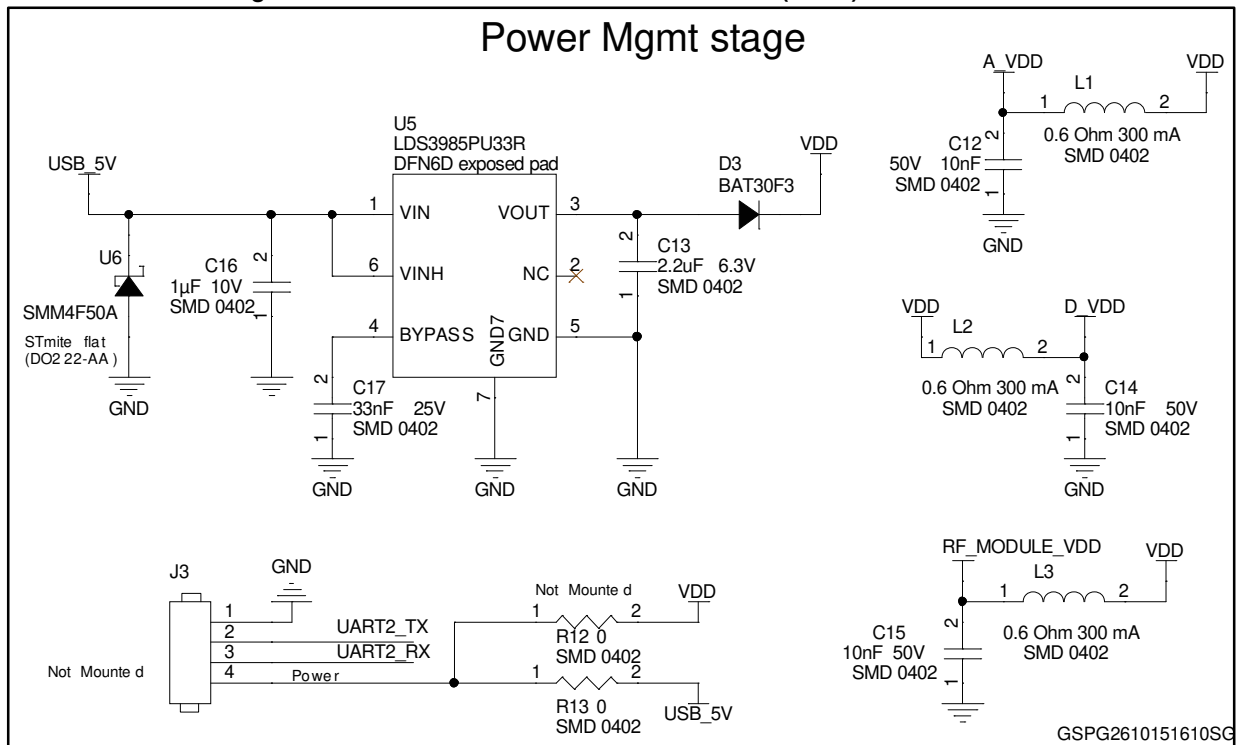 Power Mgmt stage
USB_5V
U6
SMM4F50A
STmite flat
(DO2 22-AA )
GND
C16
1µF 10V
SMD 0402
2
1
U5
LDS3985PU33R
DFN6D exposed pad
1 VIN
6 VINH
4 BYPASS
VOUT 3
NC 2
GND 5
GND7
7
C17
33nF 25V
SMD 0402
2
1
GND
GND
GND
C13
2.2uF 6.3V
SMD 0402
2
1
D3
BAT30F3
VDD
A_VDD
L1
1 2
VDD
0.6 Ohm 300 mA
SMD 0402
C12
50V 10nF
SMD 0402
2
1
GND
VDD
L2
1 2
D_VDD
0.6 Ohm 300 mA
SMD 0402
C14
10nF 50V
SMD 0402
2
1
GND
RF_MODULE_VDD
L3
1 2
VDD
0.6 Ohm 300 mA
SMD 0402
C15
10nF 50V
SMD 0402
2
1
J3
Not Mounte d
GND
1
2
3
4
UART2_TX
UART2_RX
Power
Not Mounte d
1 2
R12 0
SMD 0402
VDD
1 2
R13 0
SMD 0402
USB_5V
GSPG2610151610SG